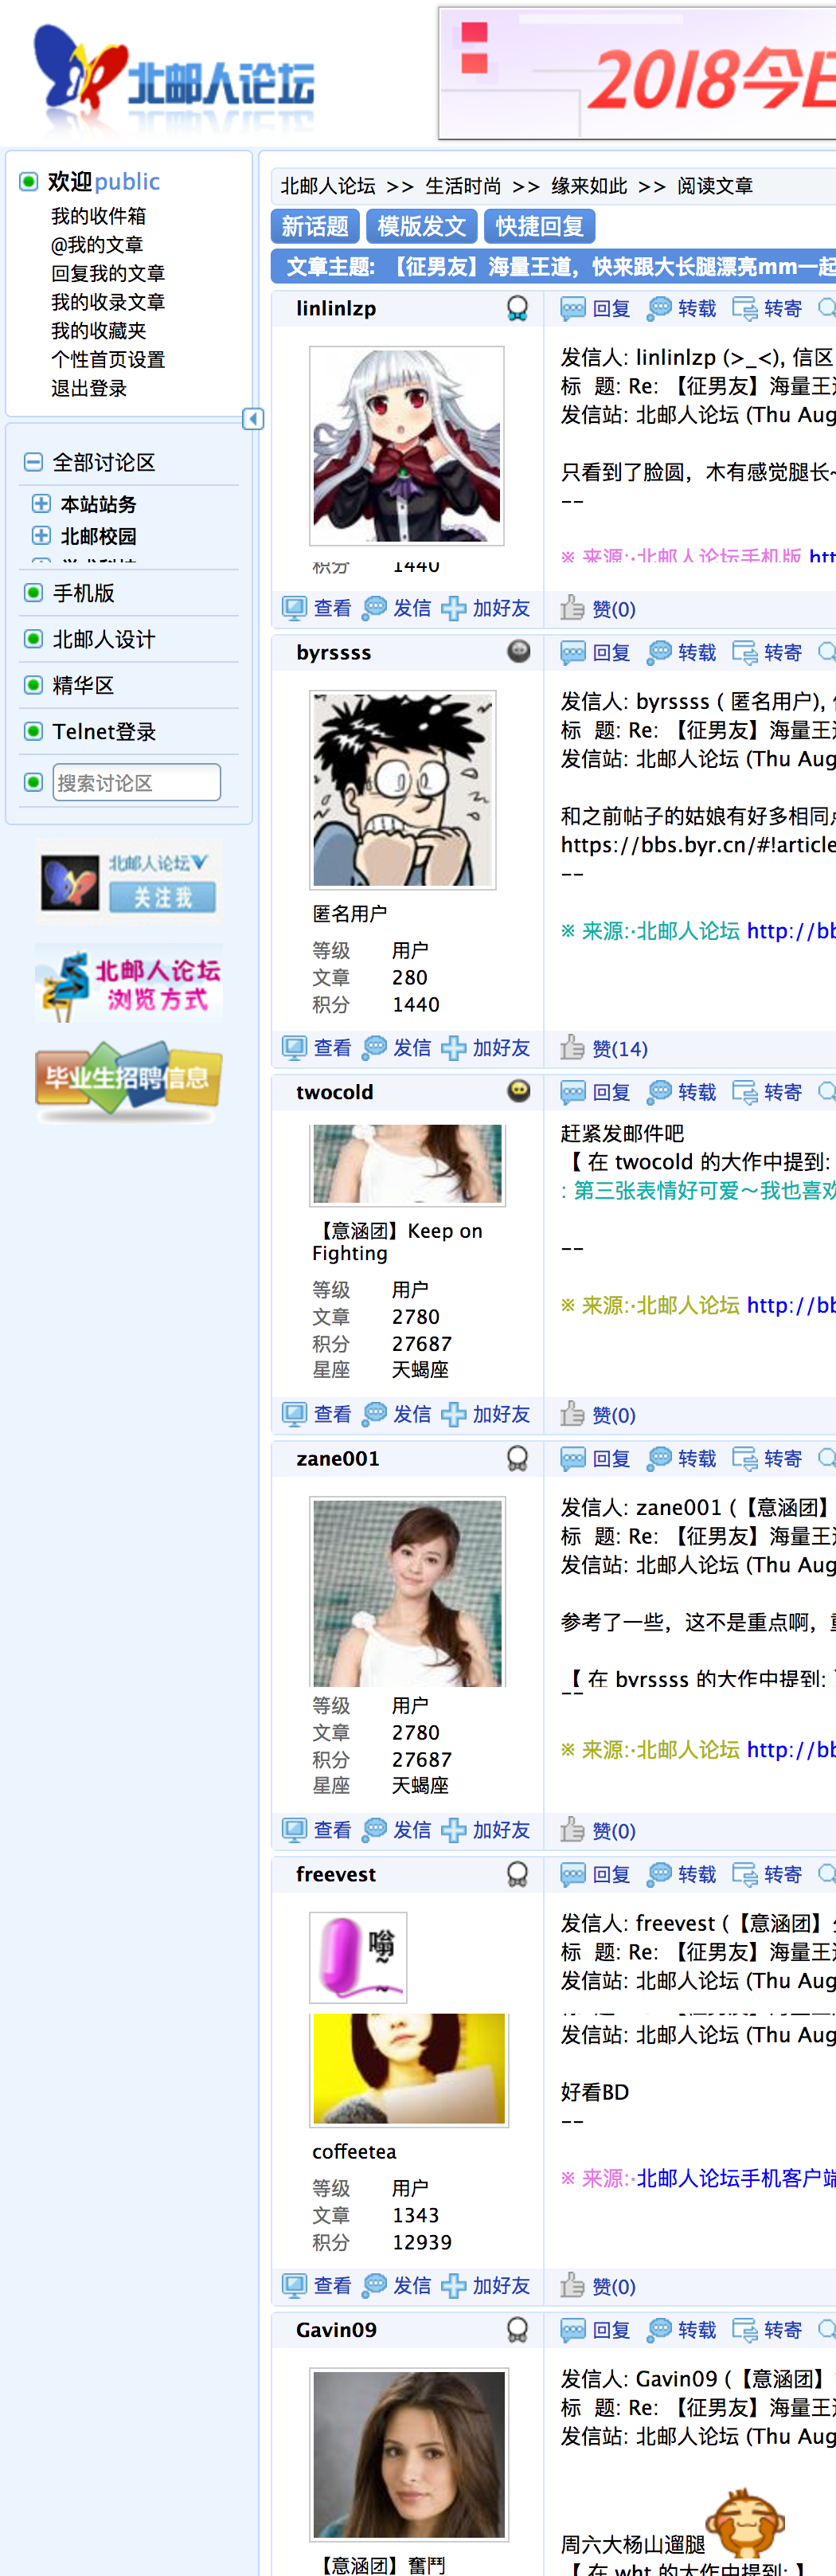 北邮人论坛
2018今日
欢迎public
我的收件箱
@我的文章
回复我的文章
我的收录文章
我的收藏夹
个性首页设置
退出登录
全部讨论区
本站站务
北邮校园
手机版
北邮人设计
精华区
Telnet登录
搜索讨论区
北邮人论坛
关注我
北邮人论坛
浏览方式
毕业生招聘信息
北邮人论坛 >> 生活时尚 >> 缘来如此 >> 阅读文章
新话题 模版发文 快捷回复
文章主题: 【征男友】海量王道，快来跟大长腿漂亮mm一起
linlinlzp
回复 转载 转寄
发信人: linlinlzp (>_<), 信区
标 题: Re: 【征男友】海量王道
发信站: 北邮人论坛 (Thu Aug
只看到了脸圆，木有感觉腿长~
--
※ 来源:·北邮人论坛手机版 htt
积分 1440
查看 发信 加好友 赞(0)
byrssss
回复 转载 转寄
发信人: byrssss ( 匿名用户),
标 题: Re: 【征男友】海量王道
发信站: 北邮人论坛 (Thu Aug
和之前帖子的姑娘有好多相同点
https://bbs.byr.cn/#!article
--
※ 来源:·北邮人论坛 http://bb
匿名用户
等级 用户
文章 280
积分 1440
查看 发信 加好友 赞(14)
twocold
回复 转载 转寄
赶紧发邮件吧
【 在 twocold 的大作中提到:
: 第三张表情好可爱～我也喜欢
--
※ 来源:·北邮人论坛 http://bb
【意涵团】Keep on
Fighting
等级 用户
文章 2780
积分 27687
星座 天蝎座
查看 发信 加好友 赞(0)
zane001
回复 转载 转寄
发信人: zane001 (【意涵团】
标 题: Re: 【征男友】海量王道
发信站: 北邮人论坛 (Thu Aug
参考了一些，这不是重点啊，重
【 在 byrssss 的大作中提到:
--
※ 来源:·北邮人论坛 http://bb
等级 用户
文章 2780
积分 27687
星座 天蝎座
查看 发信 加好友 赞(0)
freevest
回复 转载 转寄
嗡~
发信人: freevest (【意涵团】
标 题: Re: 【征男友】海量王道
发信站: 北邮人论坛 (Thu Aug
发信站: 北邮人论坛 (Thu Aug
好看BD
--
※ 来源:·北邮人论坛手机客户端
coffeetea
等级 用户
文章 1343
积分 12939
查看 发信 加好友 赞(0)
Gavin09
回复 转载 转寄
发信人: Gavin09 (【意涵团】
标 题: Re: 【征男友】海量王道
发信站: 北邮人论坛 (Thu Aug
周六大杨山遛腿
【 在 wht 的大作中提到: 】
【意涵团】奮鬥